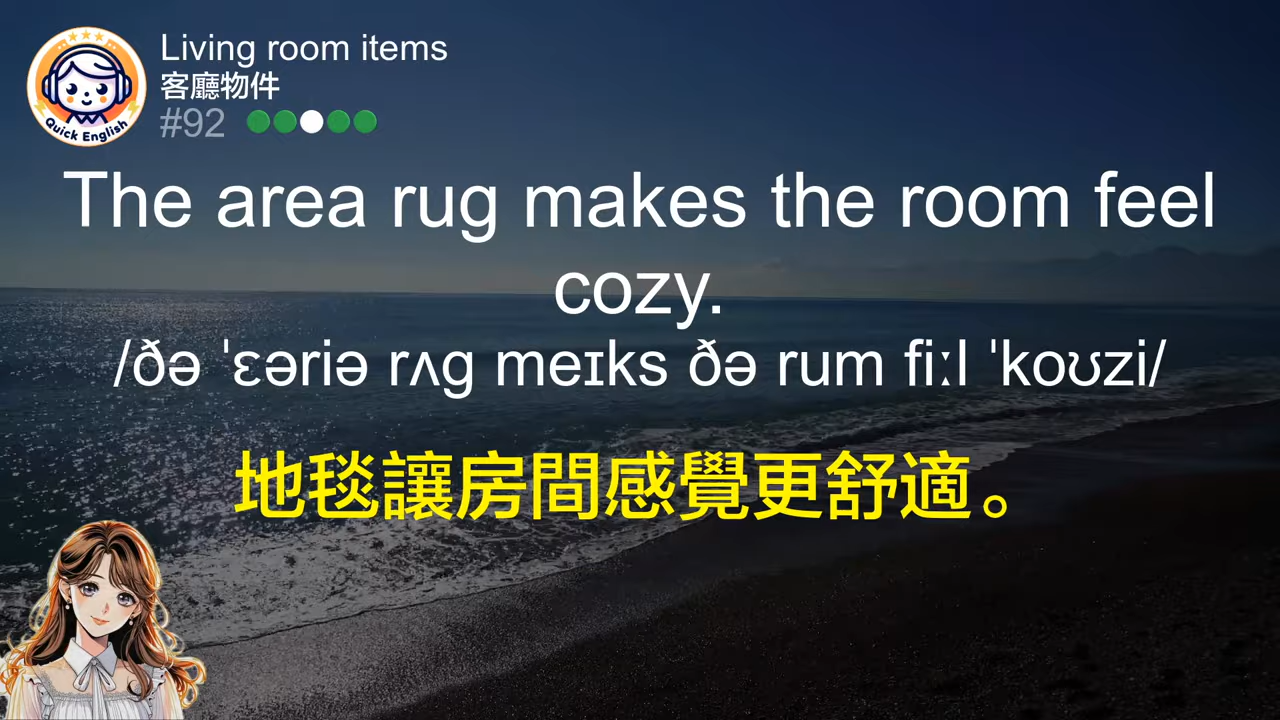 Quick English
Living room items
客廳物件
#92
The area rug makes the room feel
cozy.
/ðə ˈɛəriə rʌg meɪks ðə rum fiːl ˈkoʊzi/
地毯讓房間感覺更舒適。